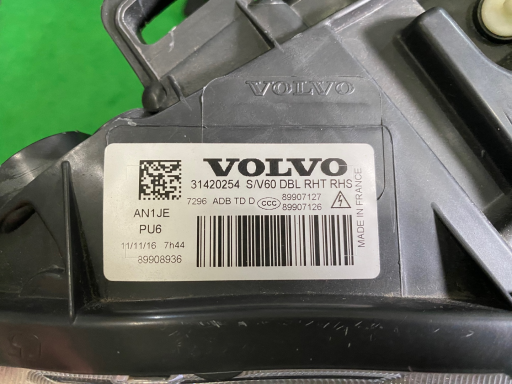 VOLVO
VOLVO
31420254 S/V60 DBL RHT RHS
7296 ADB TD D CCC 89907127
89907126
AN1JE
PU6
11/11/16 7h44
89908936
MADE IN FRANCE